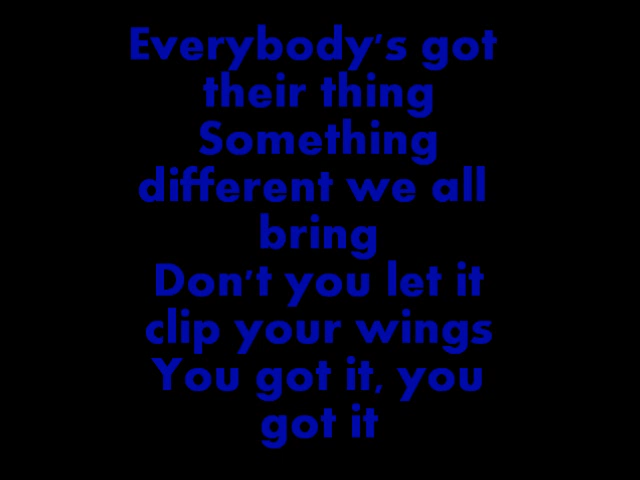 Everybody's got
their thing
Something
different we all
bring
Don't you let it
clip your wings
You got it, you
got it